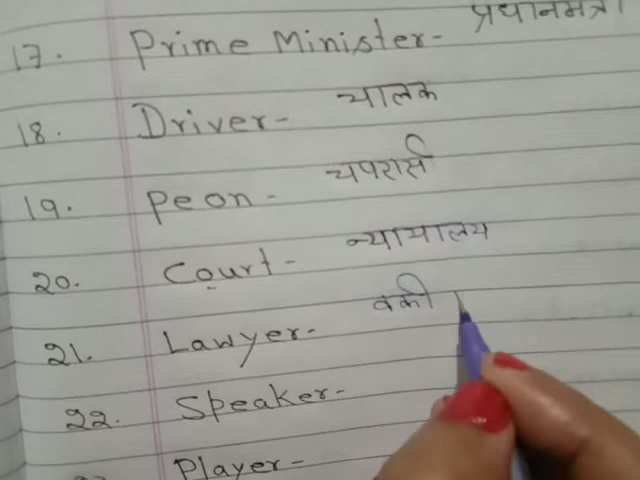 17. Prime Minister- प्रधानमंत्री
18. Driver- चालक
19. Peon- चपरासी
20. Court- न्यायालय
21. Lawyer- वकी
22. Speaker-
Player-